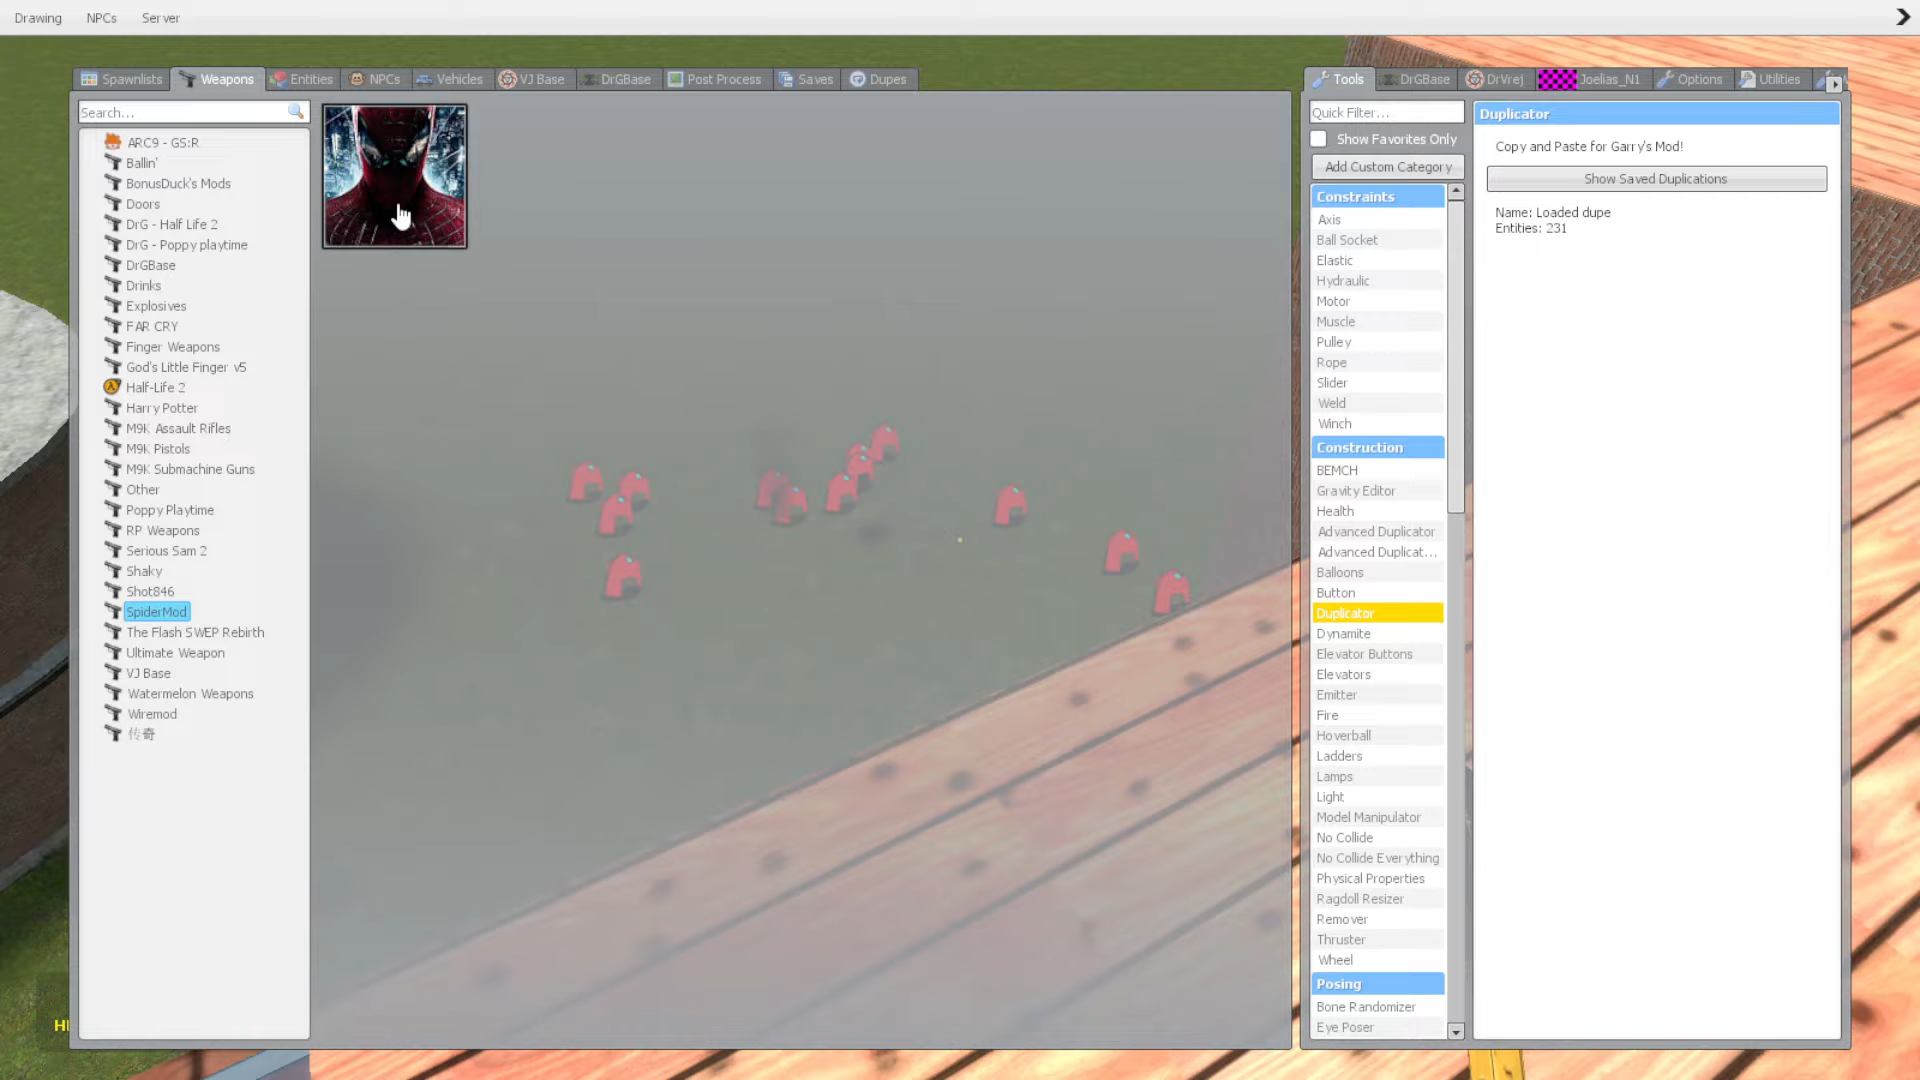 Drawing NPCs Server
Spawnlists Weapons Entities NPCs Vehicles VJ Base DrGBase Post Process Saves Dupes
Search...
ARC9 - GS:R
Ballin'
BonusDuck's Mods
Doors
DrG - Half Life 2
DrG - Poppy playtime
DrGBase
Drinks
Explosives
FAR CRY
Finger Weapons
God's Little Finger v5
Half-Life 2
Harry Potter
M9K Assault Rifles
M9K Pistols
M9K Submachine Guns
Other
Poppy Playtime
RP Weapons
Serious Sam 2
Shaky
Shot846
SpiderMod
The Flash SWEP Rebirth
Ultimate Weapon
VJ Base
Watermelon Weapons
Wiremod
传奇
Tools DrGBase DrVrej Joelias_N1 Options Utilities
Quick Filter...
Show Favorites Only
Add Custom Category
Constraints
Axis
Ball Socket
Elastic
Hydraulic
Motor
Muscle
Pulley
Rope
Slider
Weld
Winch
Construction
BEMCH
Gravity Editor
Health
Advanced Duplicator
Advanced Duplicat...
Balloons
Button
Duplicator
Dynamite
Elevator Buttons
Elevators
Emitter
Fire
Hoverball
Ladders
Lamps
Light
Model Manipulator
No Collide
No Collide Everything
Physical Properties
Ragdoll Resizer
Remover
Thruster
Wheel
Posing
Bone Randomizer
Eye Poser
Duplicator
Copy and Paste for Garry's Mod!
Show Saved Duplications
Name: Loaded dupe
Entities: 231